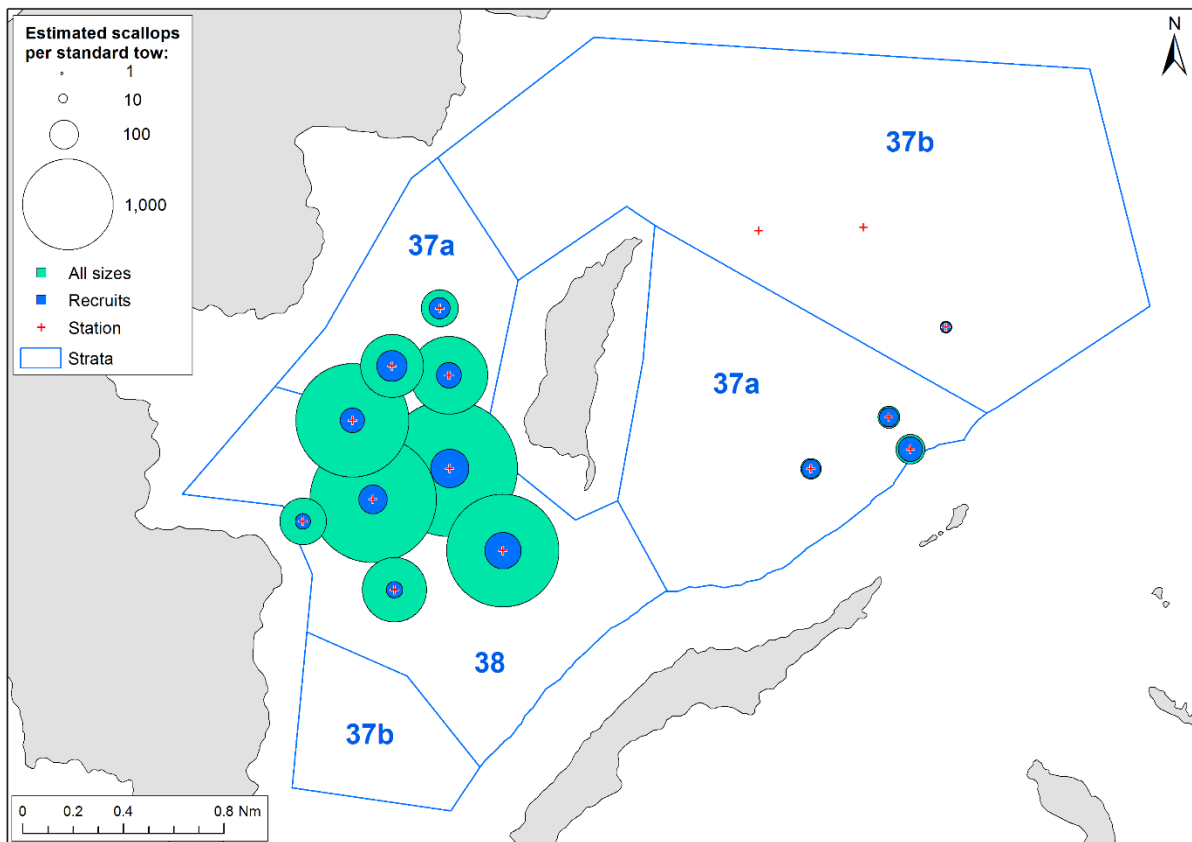 Estimated scallops
per standard tow:
1
10
100
1,000
All sizes
Recruits
Station
Strata
N
37b
37a
37a
38
37b
0 0.2 0.4 0.8 Nm